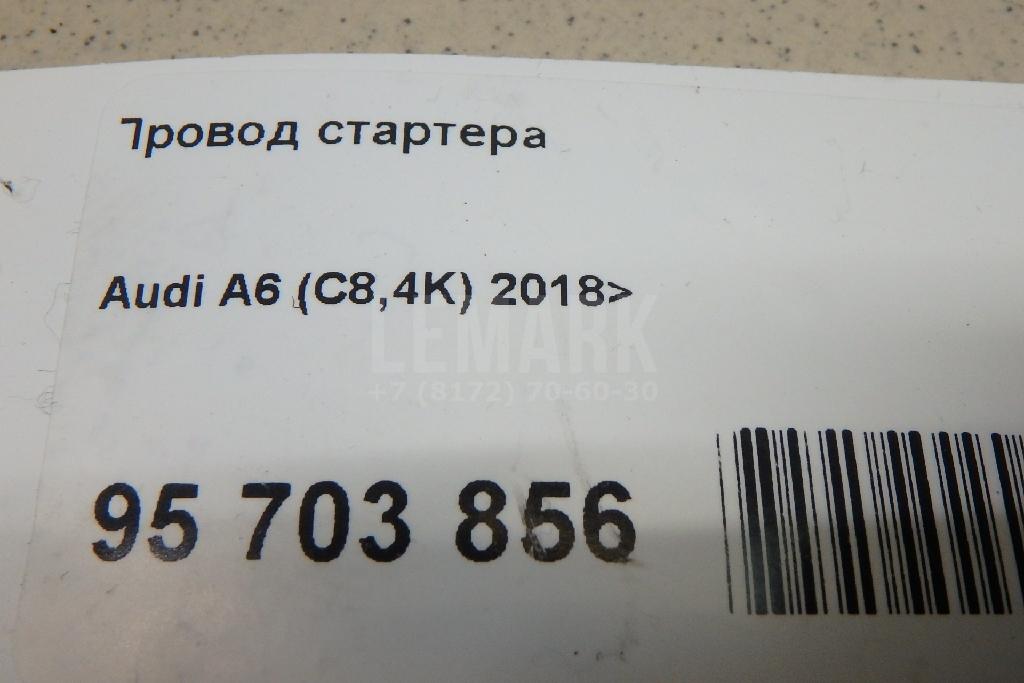 Провод стартера
Audi A6 (C8,4K) 2018>
LEMARK
+7 (8172) 70-60-30
95 703 856